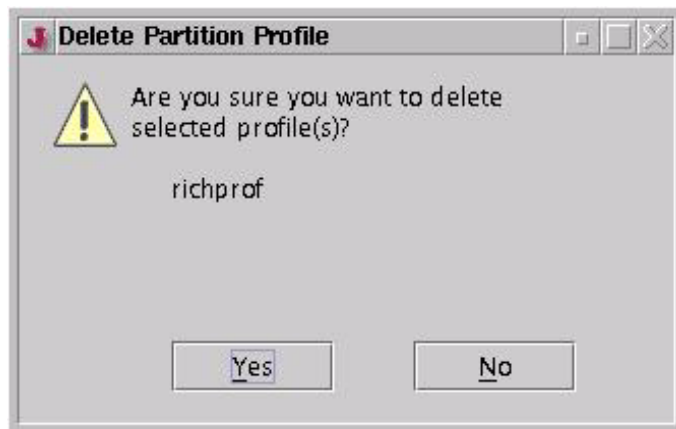 Delete Partition Profile
Are you sure you want to delete
selected profile(s)?
richprof
Yes
No